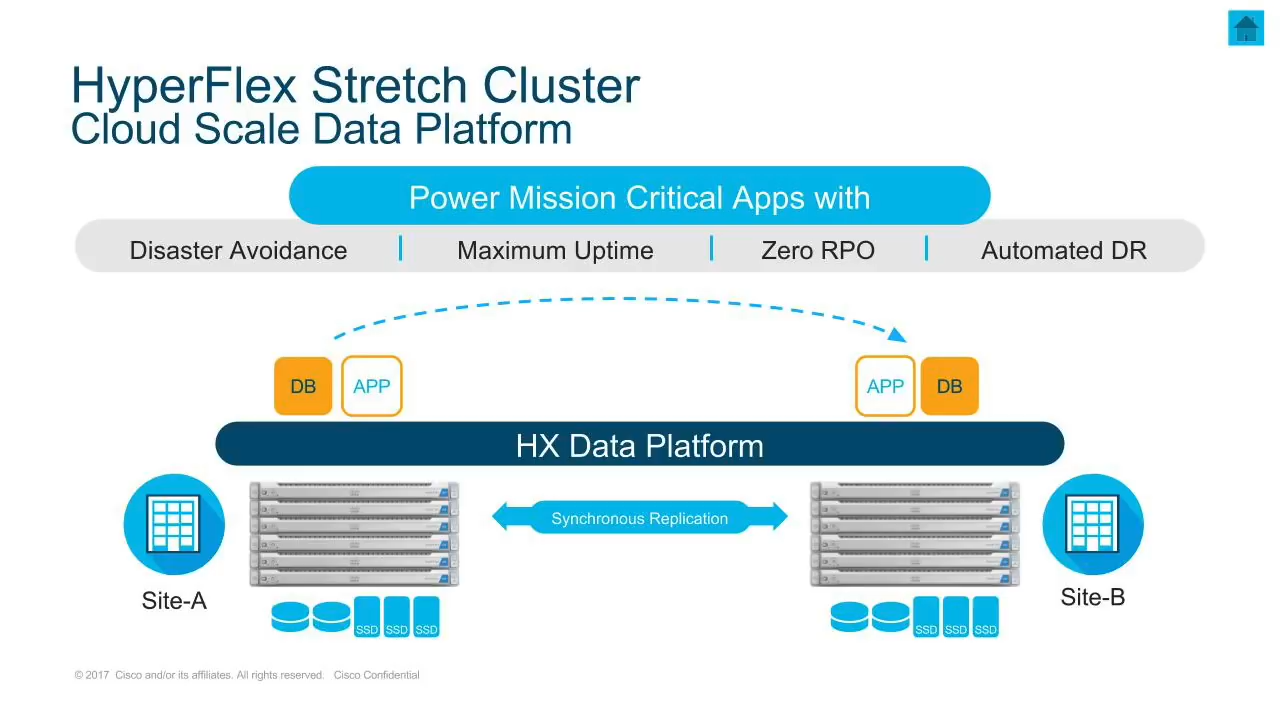 HyperFlex Stretch Cluster
Cloud Scale Data Platform
Power Mission Critical Apps with
Disaster Avoidance
Maximum Uptime
Zero RPO
Automated DR
DB
APP
APP
DB
HX Data Platform
Synchronous Replication
Site-A
Site-B
SSD
SSD
SSD
SSD
SSD
SSD
© 2017 Cisco and/or its affiliates. All rights reserved. Cisco Confidential